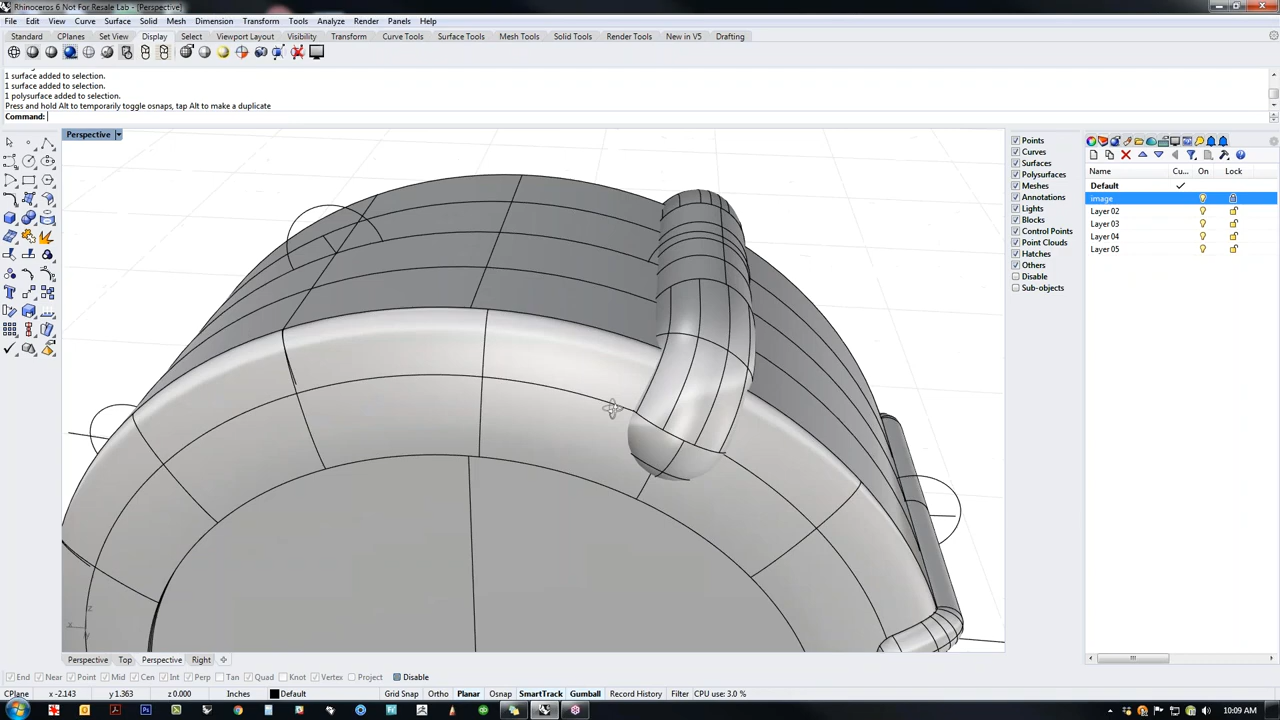 Rhinoceros 6 Not For Resale Lab - [Perspective]
File Edit View Curve Surface Solid Mesh Dimension Transform Tools Analyze Render Panels Help
Standard CPlanes Set View Display Select Viewport Layout Visibility Transform Curve Tools Surface Tools Mesh Tools Solid Tools Render Tools New in V5 Drafting
1 surface added to selection.
1 surface added to selection.
1 polysurface added to selection.
Press and hold Alt to temporarily toggle osnaps, tap Alt to make a duplicate
Command:
Perspective
Points
Curves
Surfaces
Polysurfaces
Meshes
Annotations
Lights
Blocks
Control Points
Point Clouds
Hatches
Others
Disable
Sub-objects
Name Cu... On Lock
Default
image
Layer 02
Layer 03
Layer 04
Layer 05
z
x
y
Perspective Top Perspective Right
End Near Point Mid Cen Int Perp Tan Quad Knot Vertex Project Disable
CPlane x -2.143 y 1.363 z 0.000 Inches Default Grid Snap Ortho Planar Osnap SmartTrack Gumball Record History Filter CPU use: 3.0 %
10:09 AM